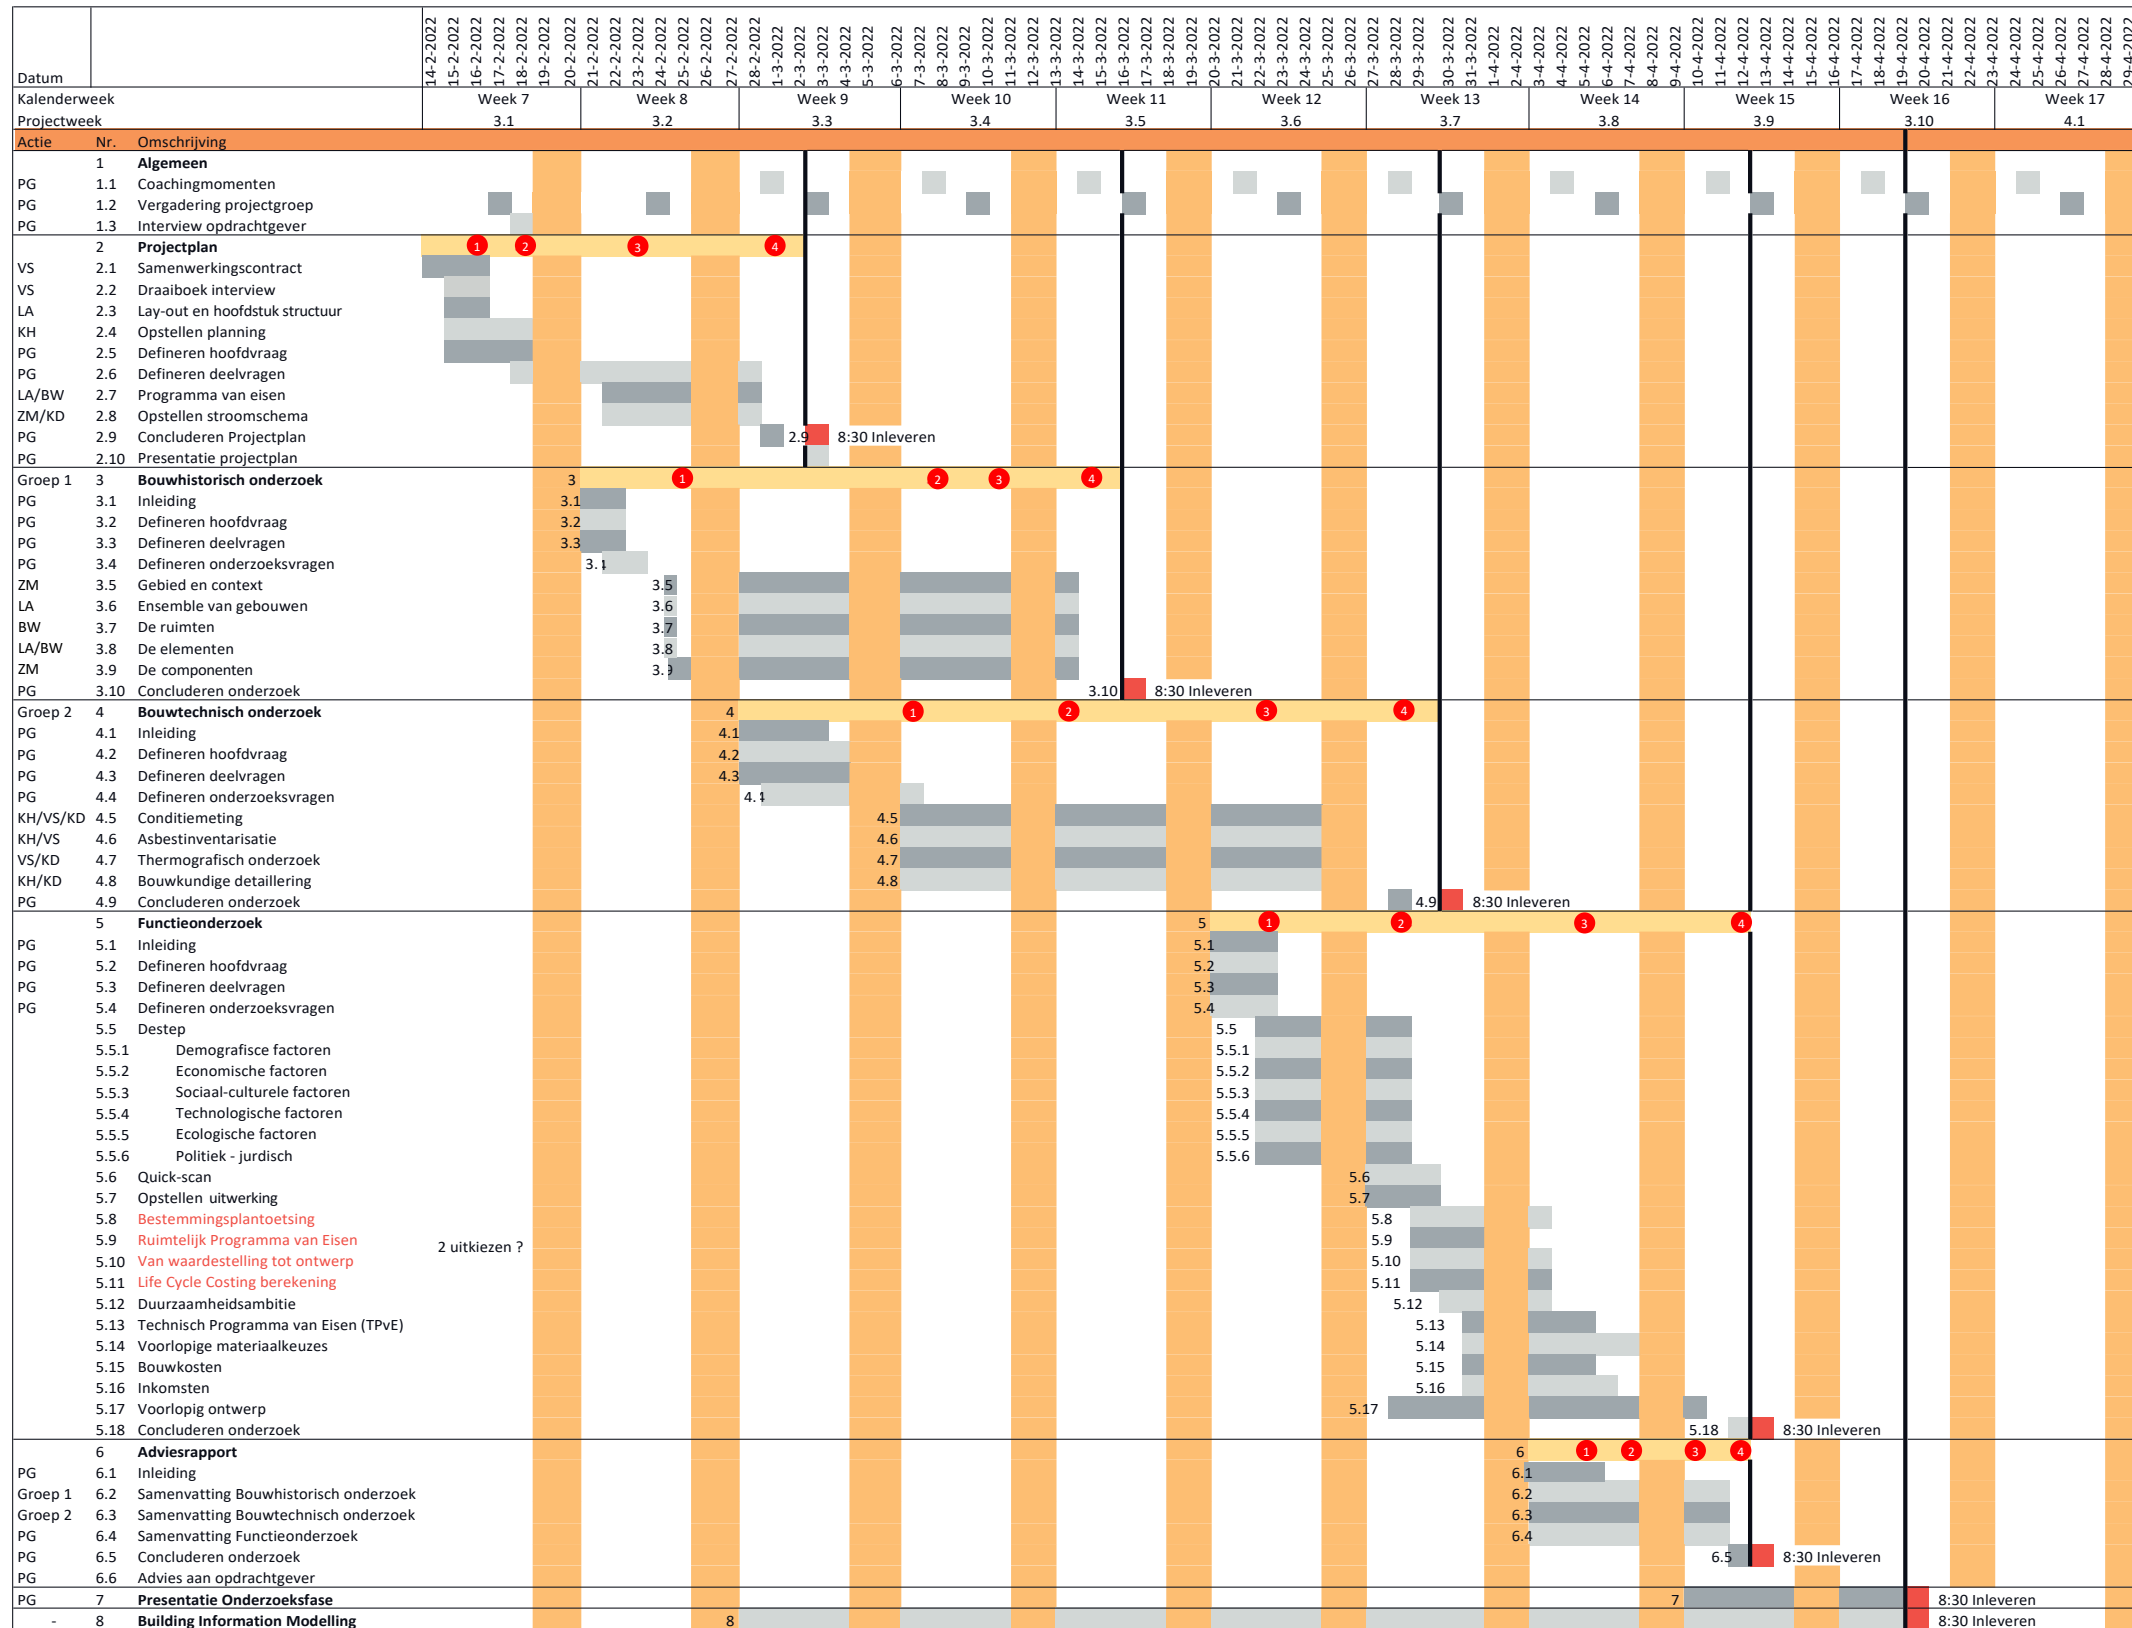 Datum 14-2-2022 15-2-2022 16-2-2022 17-2-2022 18-2-2022 19-2-2022 20-2-2022 21-2-2022 22-2-2022 23-2-2022 24-2-2022 25-2-2022 26-2-2022 27-2-2022 28-2-2022 1-3-2022 2-3-2022 3-3-2022 4-3-2022 5-3-2022 6-3-2022 7-3-2022 8-3-2022 9-3-2022 10-3-2022 11-3-2022 12-3-2022 13-3-2022 14-3-2022 15-3-2022 16-3-2022 17-3-2022 18-3-2022 19-3-2022 20-3-2022 21-3-2022 22-3-2022 23-3-2022 24-3-2022 25-3-2022 26-3-2022 27-3-2022 28-3-2022 29-3-2022 30-3-2022 31-3-2022 1-4-2022 2-4-2022 3-4-2022 4-4-2022 5-4-2022 6-4-2022 7-4-2022 8-4-2022 9-4-2022 10-4-2022 11-4-2022 12-4-2022 13-4-2022 14-4-2022 15-4-2022 16-4-2022 17-4-2022 18-4-2022 19-4-2022 20-4-2022 21-4-2022 22-4-2022 23-4-2022 24-4-2022 25-4-2022 26-4-2022 27-4-2022 28-4-2022 29-4-2022
Kalenderweek Week 7 Week 8 Week 9 Week 10 Week 11 Week 12 Week 13 Week 14 Week 15 Week 16 Week 17
Projectweek 3.1 3.2 3.3 3.4 3.5 3.6 3.7 3.8 3.9 3.10 4.1
Actie Nr. Omschrijving
1 Algemeen
PG 1.1 Coachingmomenten
PG 1.2 Vergadering projectgroep
PG 1.3 Interview opdrachtgever
2 Projectplan 1 2 3 4
VS 2.1 Samenwerkingscontract
VS 2.2 Draaiboek interview
LA 2.3 Lay-out en hoofdstuk structuur
KH 2.4 Opstellen planning
PG 2.5 Defineren hoofdvraag
PG 2.6 Defineren deelvragen
LA/BW 2.7 Programma van eisen
ZM/KD 2.8 Opstellen stroomschema
PG 2.9 Concluderen Projectplan 2.9 8:30 Inleveren
PG 2.10 Presentatie projectplan
Groep 1 3 Bouwhistorisch onderzoek 3 1 2 3 4
PG 3.1 Inleiding 3.1
PG 3.2 Defineren hoofdvraag 3.2
PG 3.3 Defineren deelvragen 3.3
PG 3.4 Defineren onderzoeksvragen 3.4
ZM 3.5 Gebied en context 3.5
LA 3.6 Ensemble van gebouwen 3.6
BW 3.7 De ruimten 3.7
LA/BW 3.8 De elementen 3.8
ZM 3.9 De componenten 3.9
PG 3.10 Concluderen onderzoek 3.10 8:30 Inleveren
Groep 2 4 Bouwtechnisch onderzoek 4 1 2 3 4
PG 4.1 Inleiding 4.1
PG 4.2 Defineren hoofdvraag 4.2
PG 4.3 Defineren deelvragen 4.3
PG 4.4 Defineren onderzoeksvragen 4.4
KH/VS/KD 4.5 Conditiemeting 4.5
KH/VS 4.6 Asbestinventarisatie 4.6
VS/KD 4.7 Thermografisch onderzoek 4.7
KH/KD 4.8 Bouwkundige detaillering 4.8
PG 4.9 Concluderen onderzoek 4.9 8:30 Inleveren
5 Functieonderzoek 5 1 2 3 4
PG 5.1 Inleiding 5.1
PG 5.2 Defineren hoofdvraag 5.2
PG 5.3 Defineren deelvragen 5.3
PG 5.4 Defineren onderzoeksvragen 5.4
5.5 Destep 5.5
5.5.1 Demografisce factoren 5.5.1
5.5.2 Economische factoren 5.5.2
5.5.3 Sociaal-culturele factoren 5.5.3
5.5.4 Technologische factoren 5.5.4
5.5.5 Ecologische factoren 5.5.5
5.5.6 Politiek - jurdisch 5.5.6
5.6 Quick-scan 5.6
5.7 Opstellen uitwerking 5.7
5.8 Bestemmingsplantoetsing 5.8
5.9 Ruimtelijk Programma van Eisen 5.9
2 uitkiezen ?
5.10 Van waardestelling tot ontwerp 5.10
5.11 Life Cycle Costing berekening 5.11
5.12 Duurzaamheidsambitie 5.12
5.13 Technisch Programma van Eisen (TPvE) 5.13
5.14 Voorlopige materiaalkeuzes 5.14
5.15 Bouwkosten 5.15
5.16 Inkomsten 5.16
5.17 Voorlopig ontwerp 5.17
5.18 Concluderen onderzoek 5.18 8:30 Inleveren
6 Adviesrapport 6 1 2 3 4
PG 6.1 Inleiding 6.1
Groep 1 6.2 Samenvatting Bouwhistorisch onderzoek 6.2
Groep 2 6.3 Samenvatting Bouwtechnisch onderzoek 6.3
PG 6.4 Samenvatting Functieonderzoek 6.4
PG 6.5 Concluderen onderzoek 6.5 8:30 Inleveren
PG 6.6 Advies aan opdrachtgever
PG 7 Presentatie Onderzoeksfase 7 8:30 Inleveren
- 8 Building Information Modelling 8 8:30 Inleveren